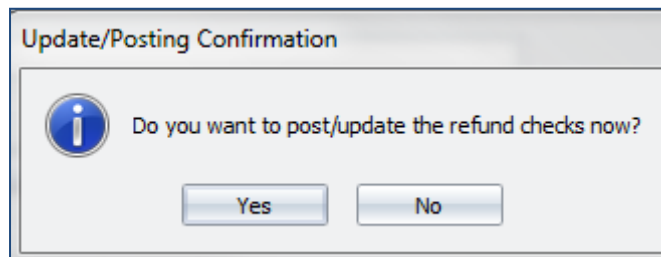 Update/Posting Confirmation
Do you want to post/update the refund checks now?
Yes
No